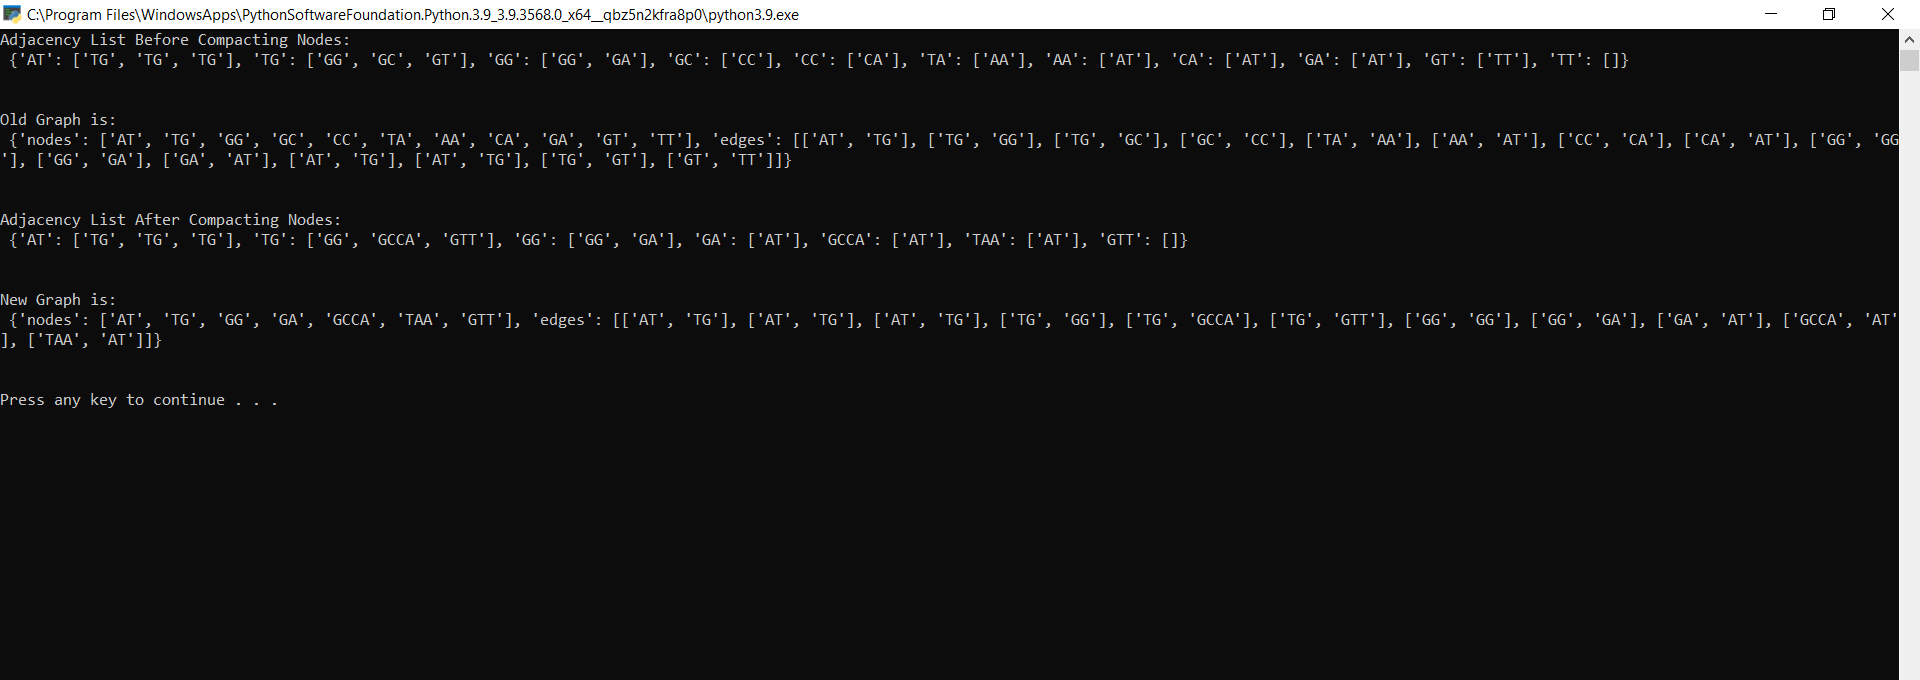 C:\Program Files\WindowsApps\PythonSoftwareFoundation.Python.3.9_3.9.3568.0_x64__qbz5n2kfra8p0\python3.9.exe
Adjacency List Before Compacting Nodes:
{'AT': ['TG', 'TG', 'TG'], 'TG': ['GG', 'GC', 'GT'], 'GG': ['GG', 'GA'], 'GC': ['CC'], 'CC': ['CA'], 'TA': ['AA'], 'AA': ['AT'], 'CA': ['AT'], 'GA': ['AT'], 'GT': ['TT'], 'TT': []}
Old Graph is:
{'nodes': ['AT', 'TG', 'GG', 'GC', 'CC', 'TA', 'AA', 'CA', 'GA', 'GT', 'TT'], 'edges': [['AT', 'TG'], ['TG', 'GG'], ['TG', 'GC'], ['GC', 'CC'], ['TA', 'AA'], ['AA', 'AT'], ['CC', 'CA'], ['CA', 'AT'], ['GG', 'GG
'], ['GG', 'GA'], ['GA', 'AT'], ['AT', 'TG'], ['AT', 'TG'], ['TG', 'GT'], ['GT', 'TT']]}
Adjacency List After Compacting Nodes:
{'AT': ['TG', 'TG', 'TG'], 'TG': ['GG', 'GCCA', 'GTT'], 'GG': ['GG', 'GA'], 'GA': ['AT'], 'GCCA': ['AT'], 'TAA': ['AT'], 'GTT': []}
New Graph is:
{'nodes': ['AT', 'TG', 'GG', 'GA', 'GCCA', 'TAA', 'GTT'], 'edges': [['AT', 'TG'], ['AT', 'TG'], ['AT', 'TG'], ['TG', 'GG'], ['TG', 'GCCA'], ['TG', 'GTT'], ['GG', 'GG'], ['GG', 'GA'], ['GA', 'AT'], ['GCCA', 'AT'
], ['TAA', 'AT']]}
Press any key to continue . . .